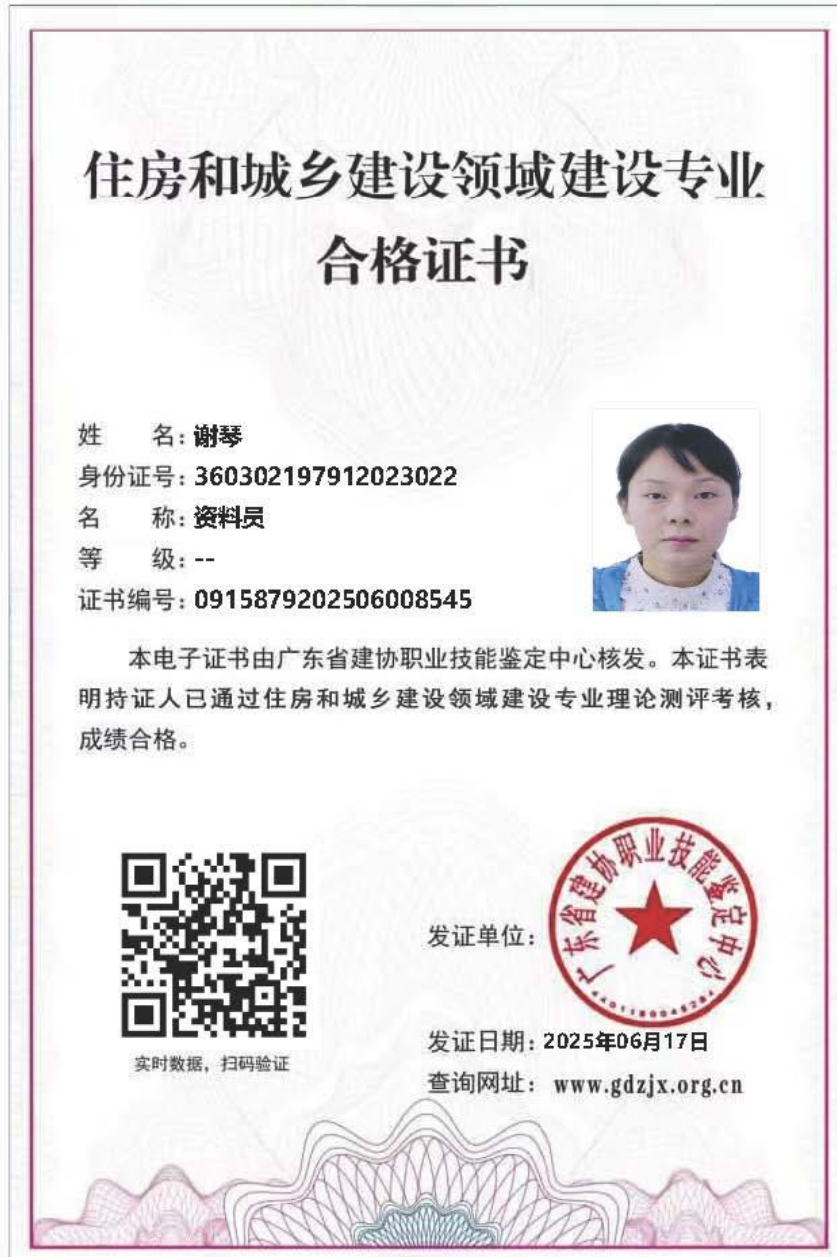 住房和城乡建设领域建设专业
合格证书
姓 名：谢琴
身份证号：360302197912023022
名 称：资料员
等 级：--
证书编号：0915879202506008545
本电子证书由广东省建协职业技能鉴定中心核发。本证书表
明持证人已通过住房和城乡建设领域建设专业理论测评考核，
成绩合格。
实时数据，扫码验证
发证单位：
广东省建协职业技能鉴定中心
发证日期：2025年06月17日
查询网址：www.gdzjx.org.cn